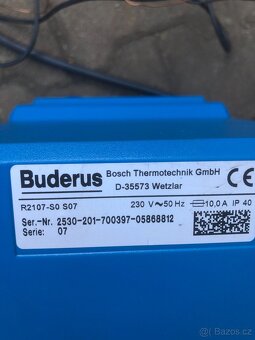 Buderus Bosch Thermotechnik GmbH
D-35573 Wetzlar
CE
R2107-S0 S07 230 V ~ 50 Hz 10,0 A IP 40
Ser.-Nr. 2530-201-700397-05868812
Serie: 07
Bazoš.cz